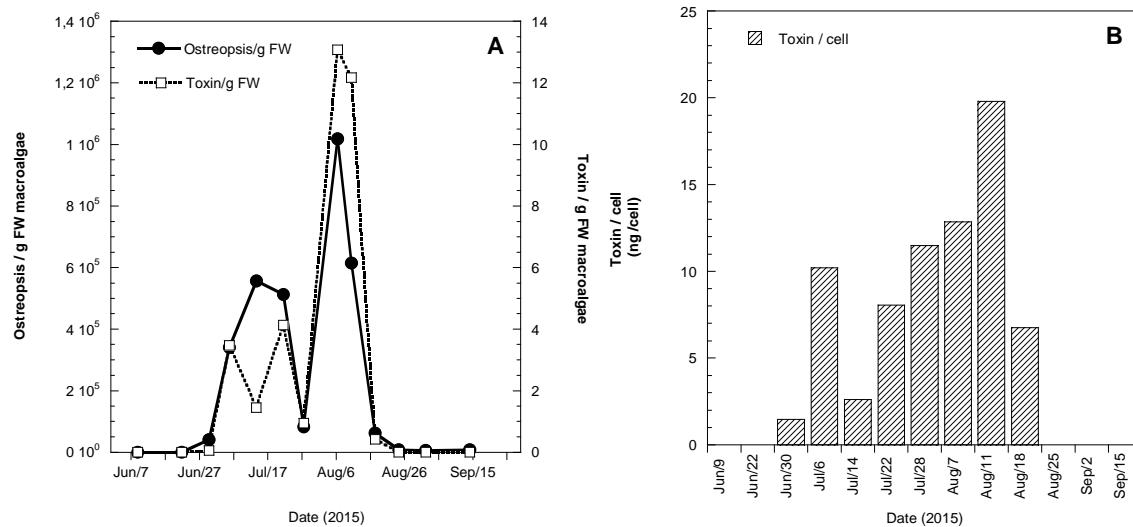 A
Ostreopsis/g FW
Toxin/g FW
1,4 10⁶
1,2 10⁶
1 10⁶
8 10⁵
6 10⁵
4 10⁵
2 10⁵
0 10⁰
Ostreopsis / g FW macroalgae
14
12
10
8
6
4
2
0
Toxin / g FW macroalgae
Jun/7 Jun/27 Jul/17 Aug/6 Aug/26 Sep/15
Date (2015)
B
Toxin / cell
25
20
15
10
5
0
Toxin / cell
(ng /cell)
Jun/9
Jun/22
Jun/30
Jul/6
Jul/14
Jul/22
Jul/28
Aug/7
Aug/11
Aug/18
Aug/25
Sep/2
Sep/15
Date (2015)